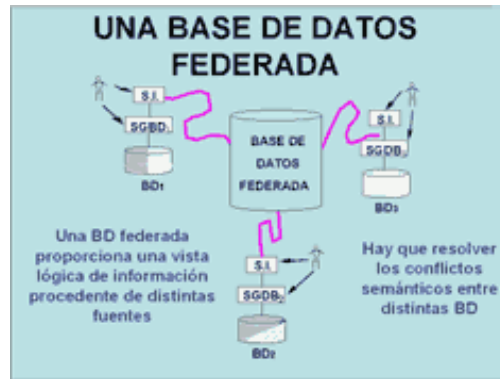 UNA BASE DE DATOS
FEDERADA
S.I.
SGBD1
BD1
BASE DE
DATOS
FEDERADA
S.I.
SGDB3
BD3
Una BD federada
proporciona una vista
lógica de información
procedente de distintas
fuentes
S.I.
SGDB2
BD2
Hay que resolver
los conflictos
semánticos entre
distintas BD